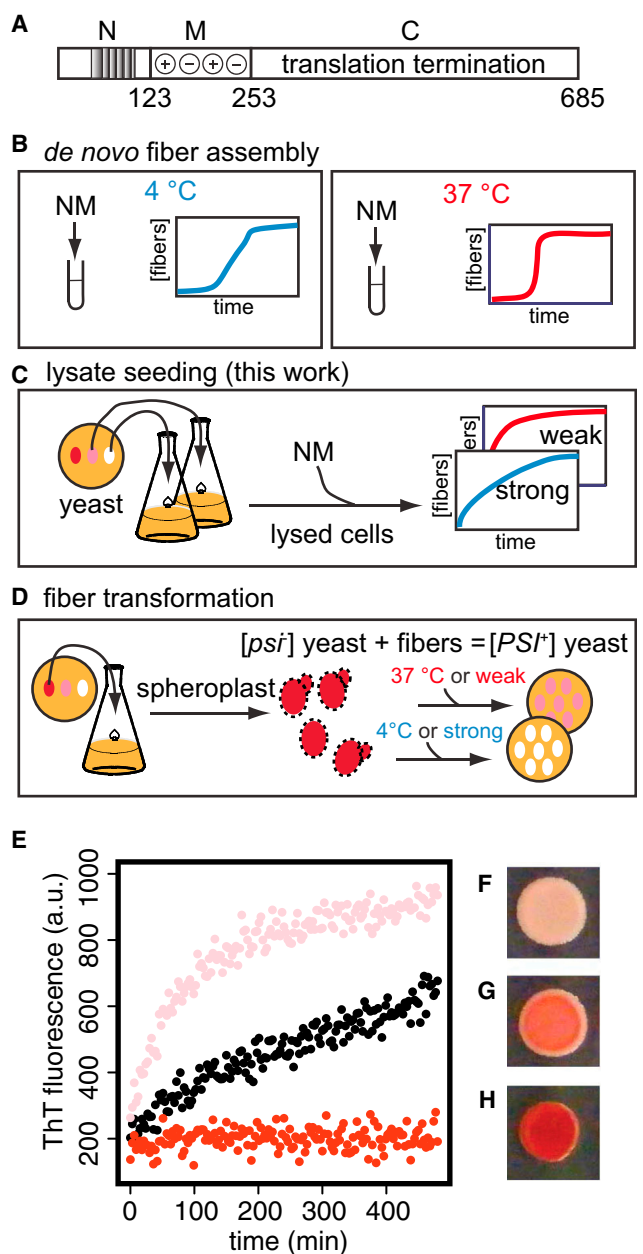 A
N M C
+ − + −
translation termination
123 253 685
B
de novo fiber assembly
4 °C
NM
[fibers]
time
37 °C
NM
[fibers]
time
C
lysate seeding (this work)
yeast
NM
lysed cells
ers]
weak
[fibers]
strong
time
D
fiber transformation
[psi-] yeast + fibers = [PSI+] yeast
spheroplast
37 °C or weak
4°C or strong
E
ThT fluorescence (a.u.)
1000
800
600
400
200
0 100 200 300 400
time (min)
F
G
H